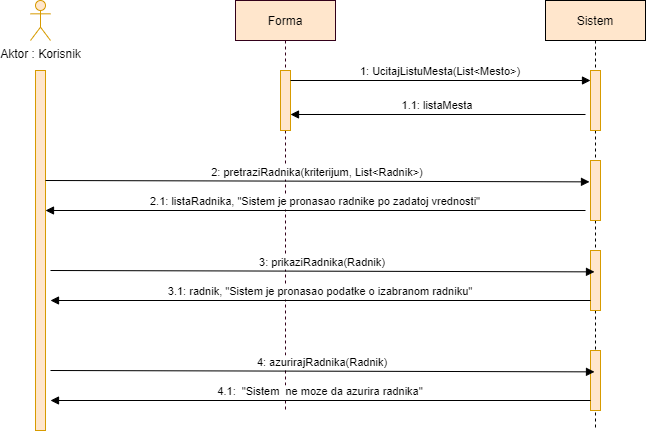 Forma
Sistem
Aktor : Korisnik
1: UcitajListuMesta(List<Mesto>)
1.1: listaMesta
2: pretraziRadnika(kriterijum, List<Radnik>)
2.1: listaRadnika, "Sistem je pronasao radnike po zadatoj vrednosti"
3: prikaziRadnika(Radnik)
3.1: radnik, "Sistem je pronasao podatke o izabranom radniku"
4: azurirajRadnika(Radnik)
4.1:  "Sistem  ne moze da azurira radnika"